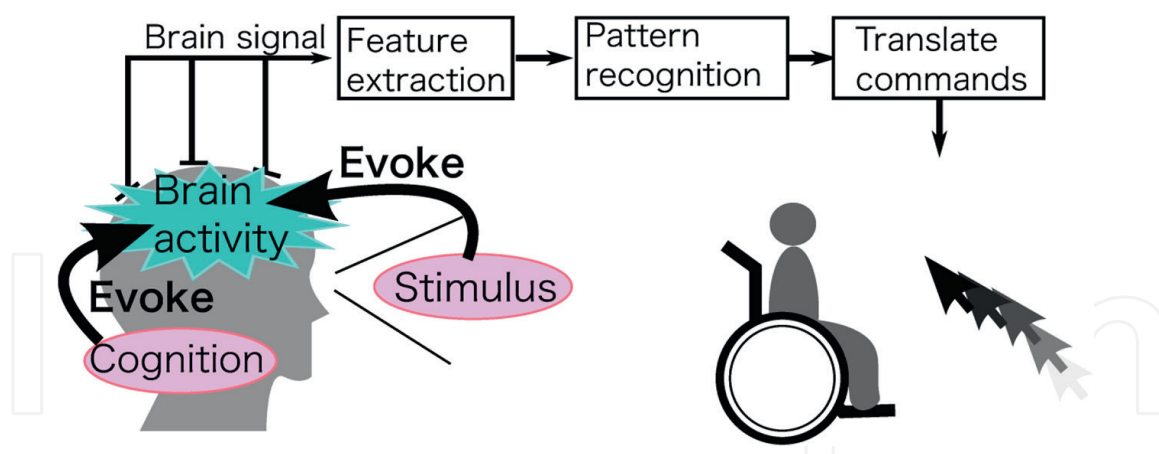 Brain signal
Feature
extraction
Pattern
recognition
Translate
commands
Evoke
Brain
activity
Stimulus
Evoke
Cognition